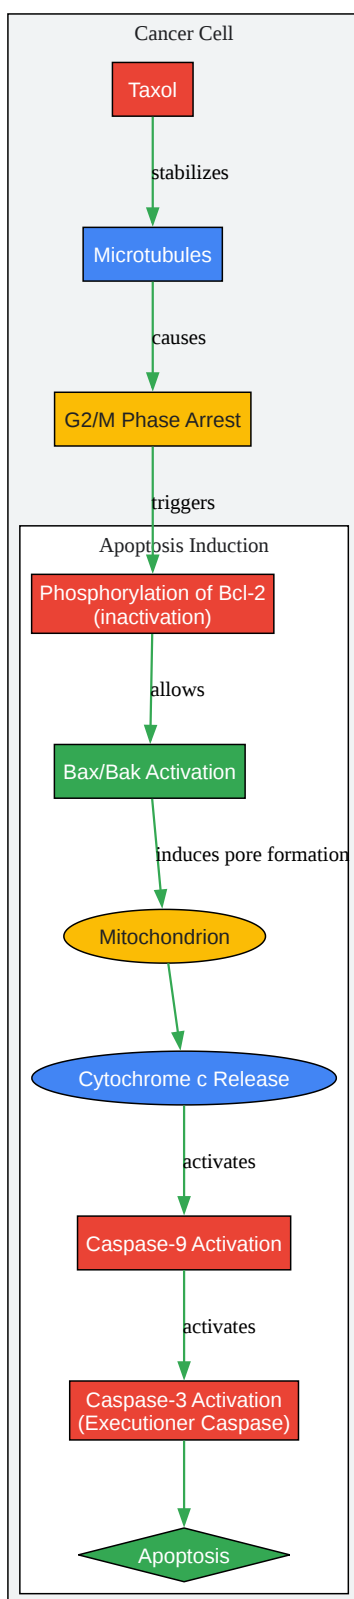 Cancer Cell
Taxol
stabilizes
Microtubules
causes
G2/M Phase Arrest
triggers
Apoptosis Induction
Phosphorylation of Bcl-2
(inactivation)
allows
Bax/Bak Activation
induces pore formation
Mitochondrion
Cytochrome c Release
activates
Caspase-9 Activation
activates
Caspase-3 Activation
(Executioner Caspase)
Apoptosis